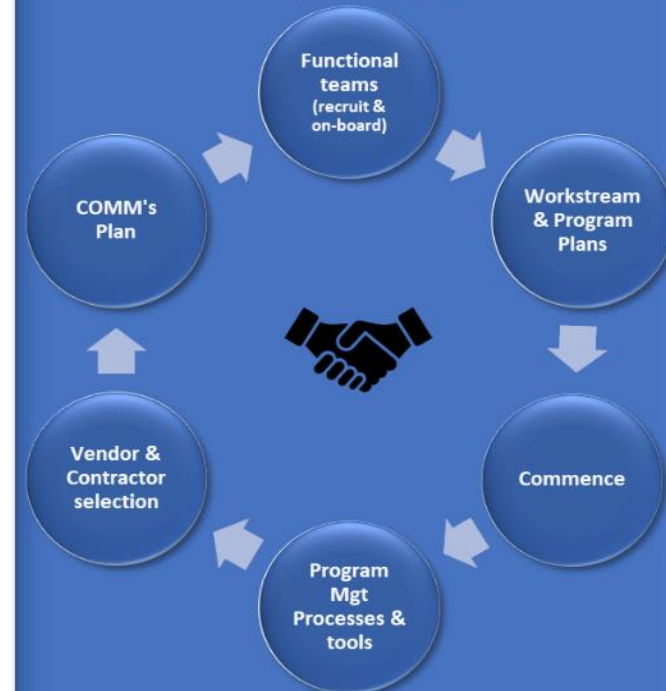 Functional
teams
(recruit &
on-board)
Workstream
& Program
Plans
Commence
Program
Mgt
Processes &
tools
Vendor &
Contractor
selection
COMM's
Plan